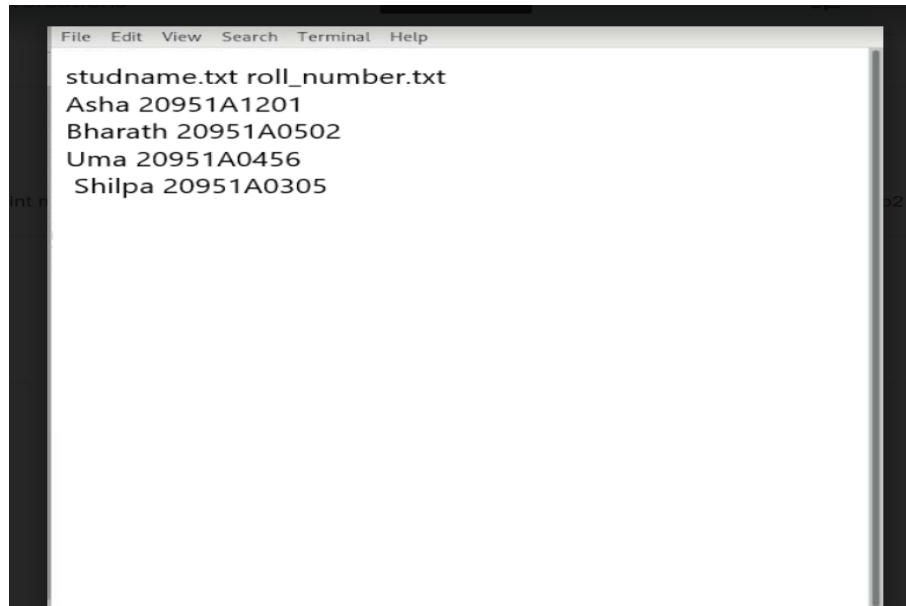 File Edit View Search Terminal Help
studname.txt roll_number.txt
Asha 20951A1201
Bharath 20951A0502
Uma 20951A0456
Shilpa 20951A0305